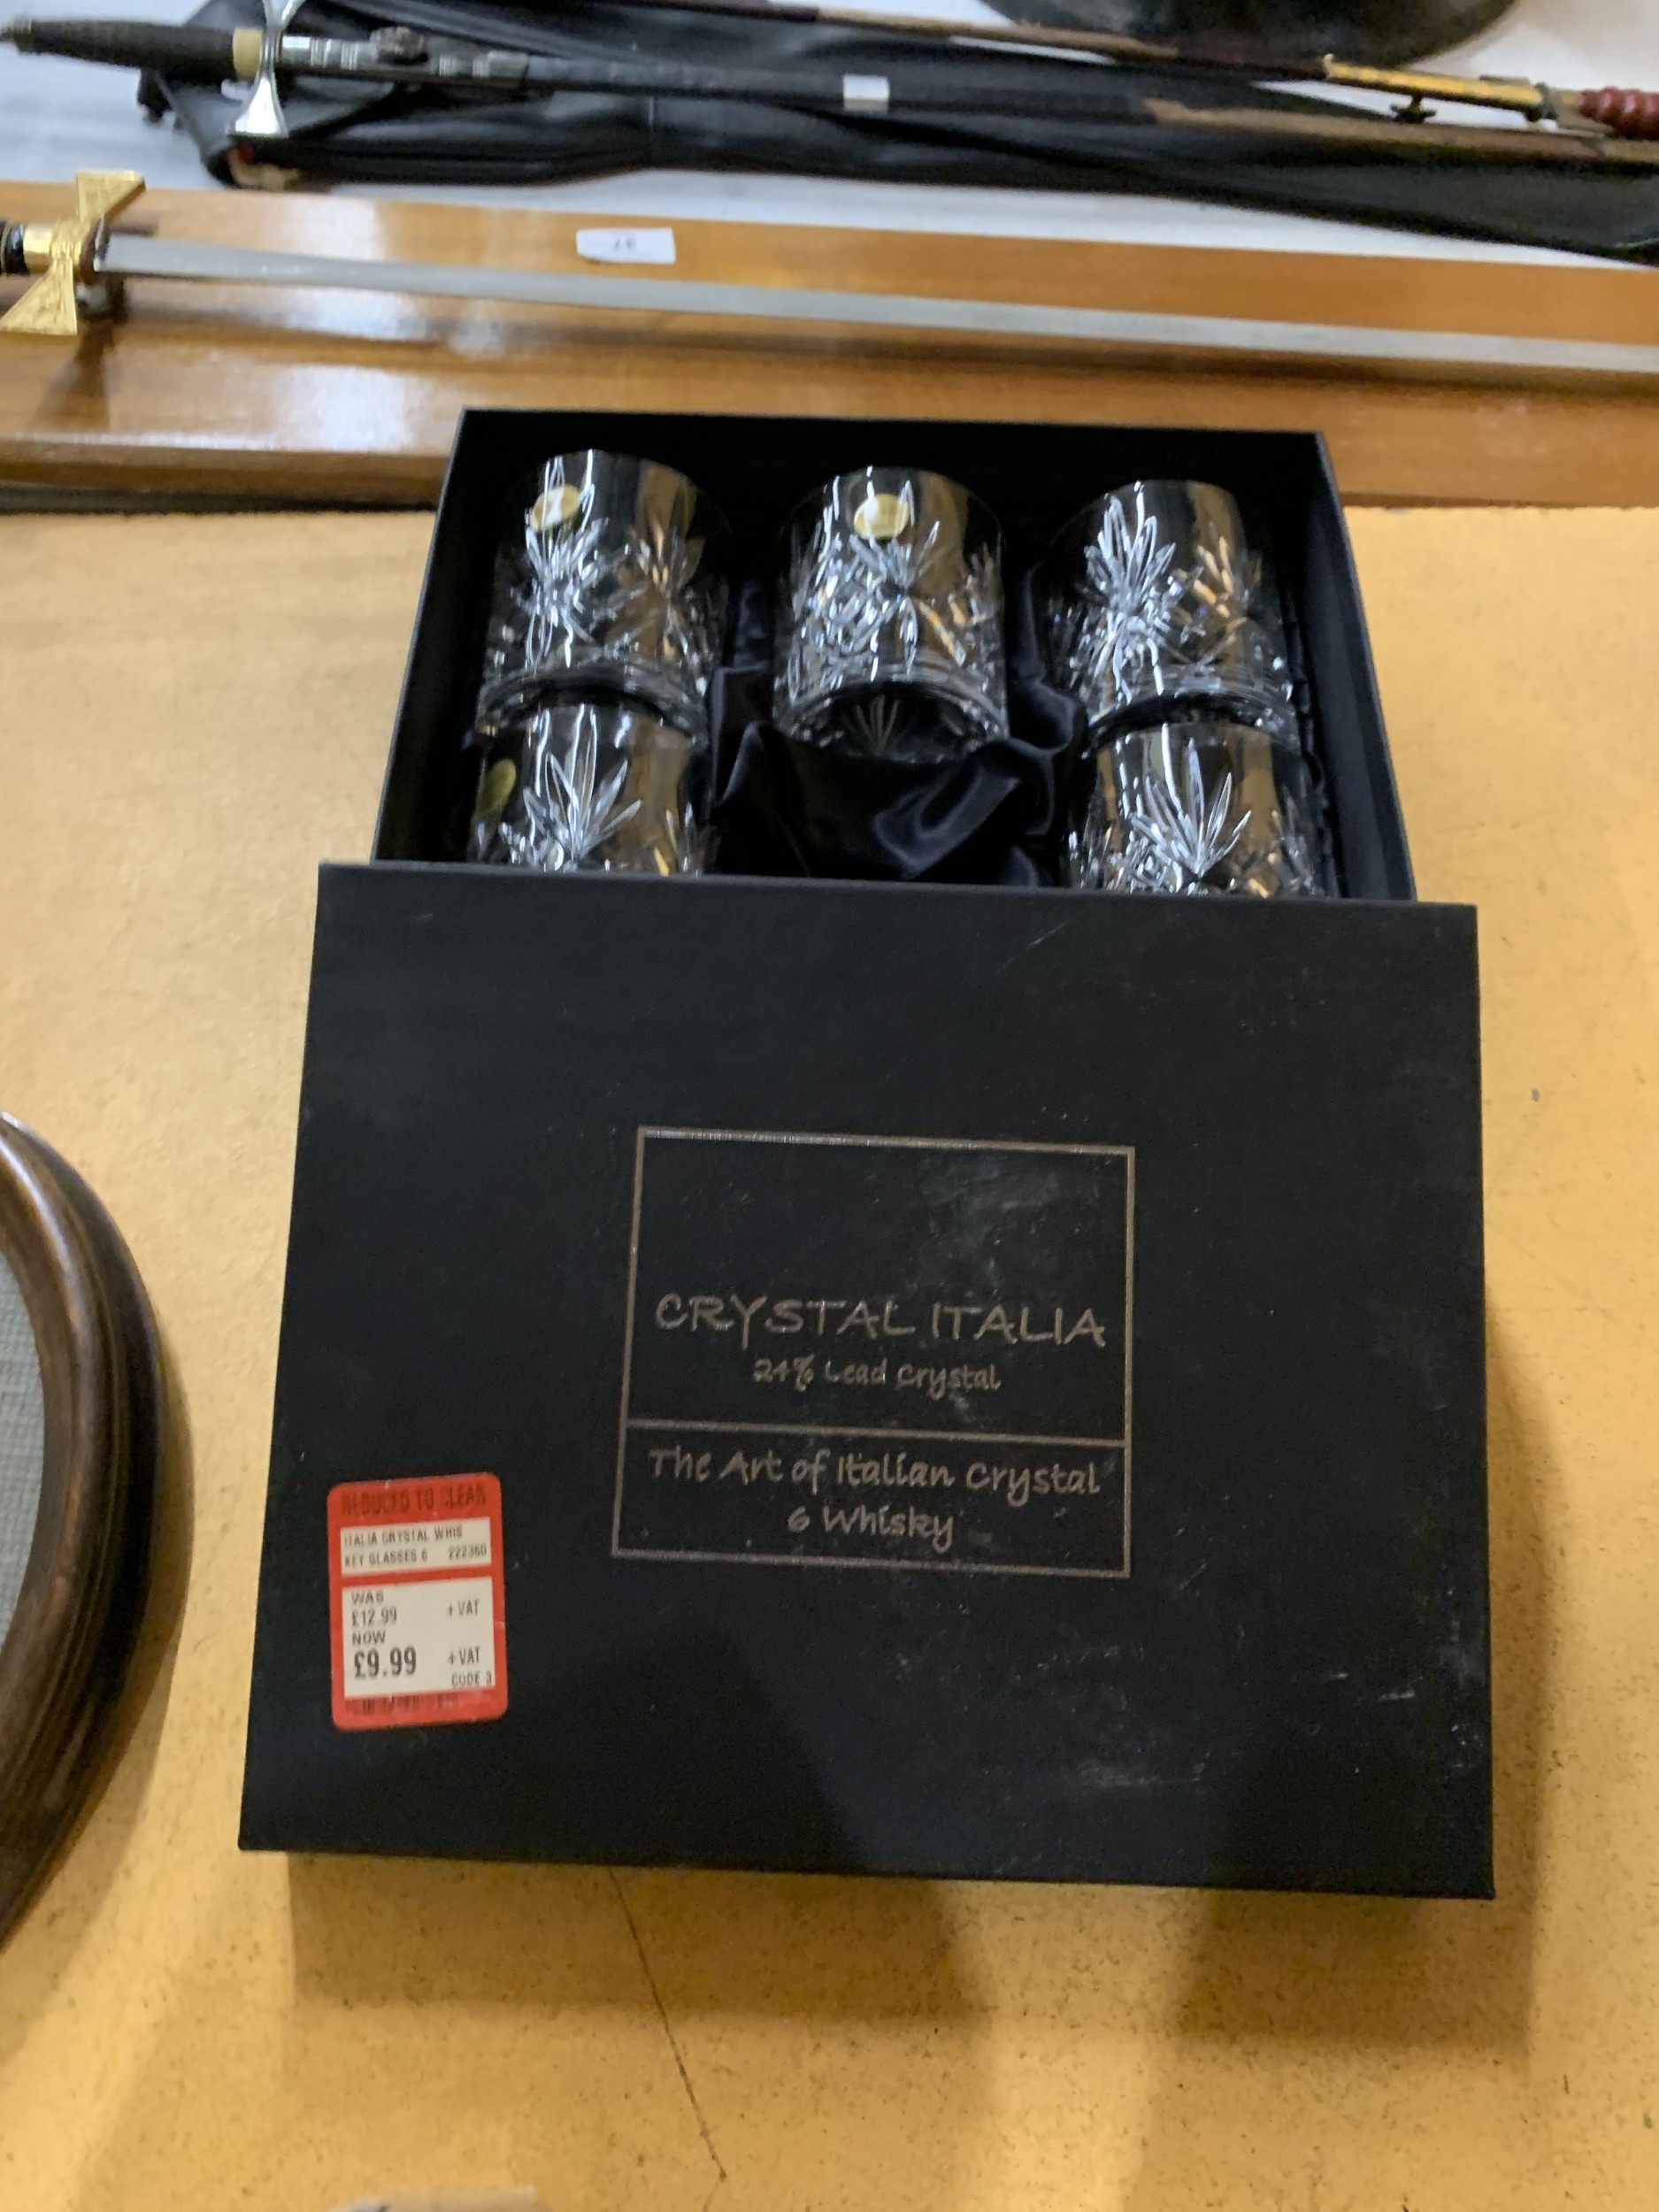 CRYSTAL ITALIA
24% Lead Crystal
The Art of Italian Crystal
6 Whisky
REDUCED TO CLEAR
ITALIA CRYSTAL WHIS
KEY GLASSES 6 222360
WAS
£12.99 + VAT
NOW
£9.99 + VAT
CODE 3